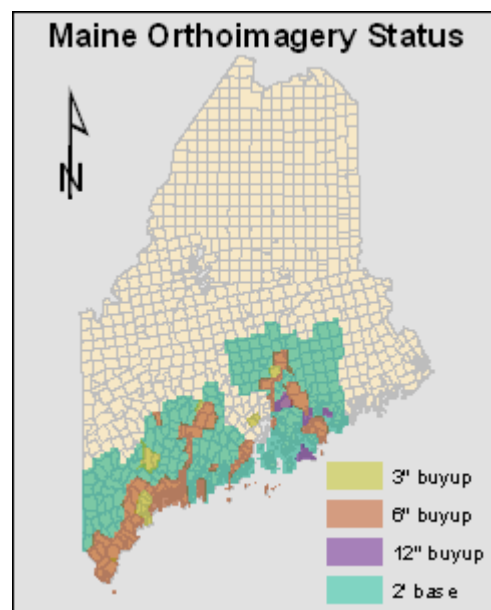 Maine Orthoimagery Status
N
3" buyup
6" buyup
12" buyup
2' base